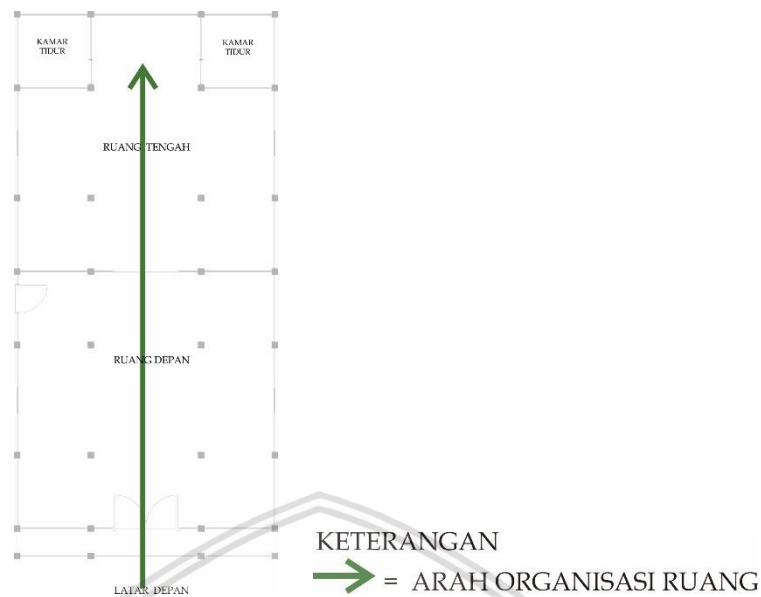 KAMAR
TIDUR
KAMAR
TIDUR
RUANG TENGAH
RUANG DEPAN
LATAR DEPAN
KETERANGAN
= ARAH ORGANISASI RUANG